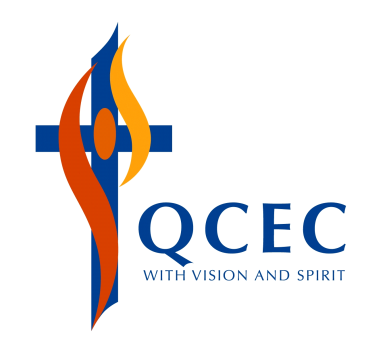 QCEC
WITH VISION AND SPIRIT